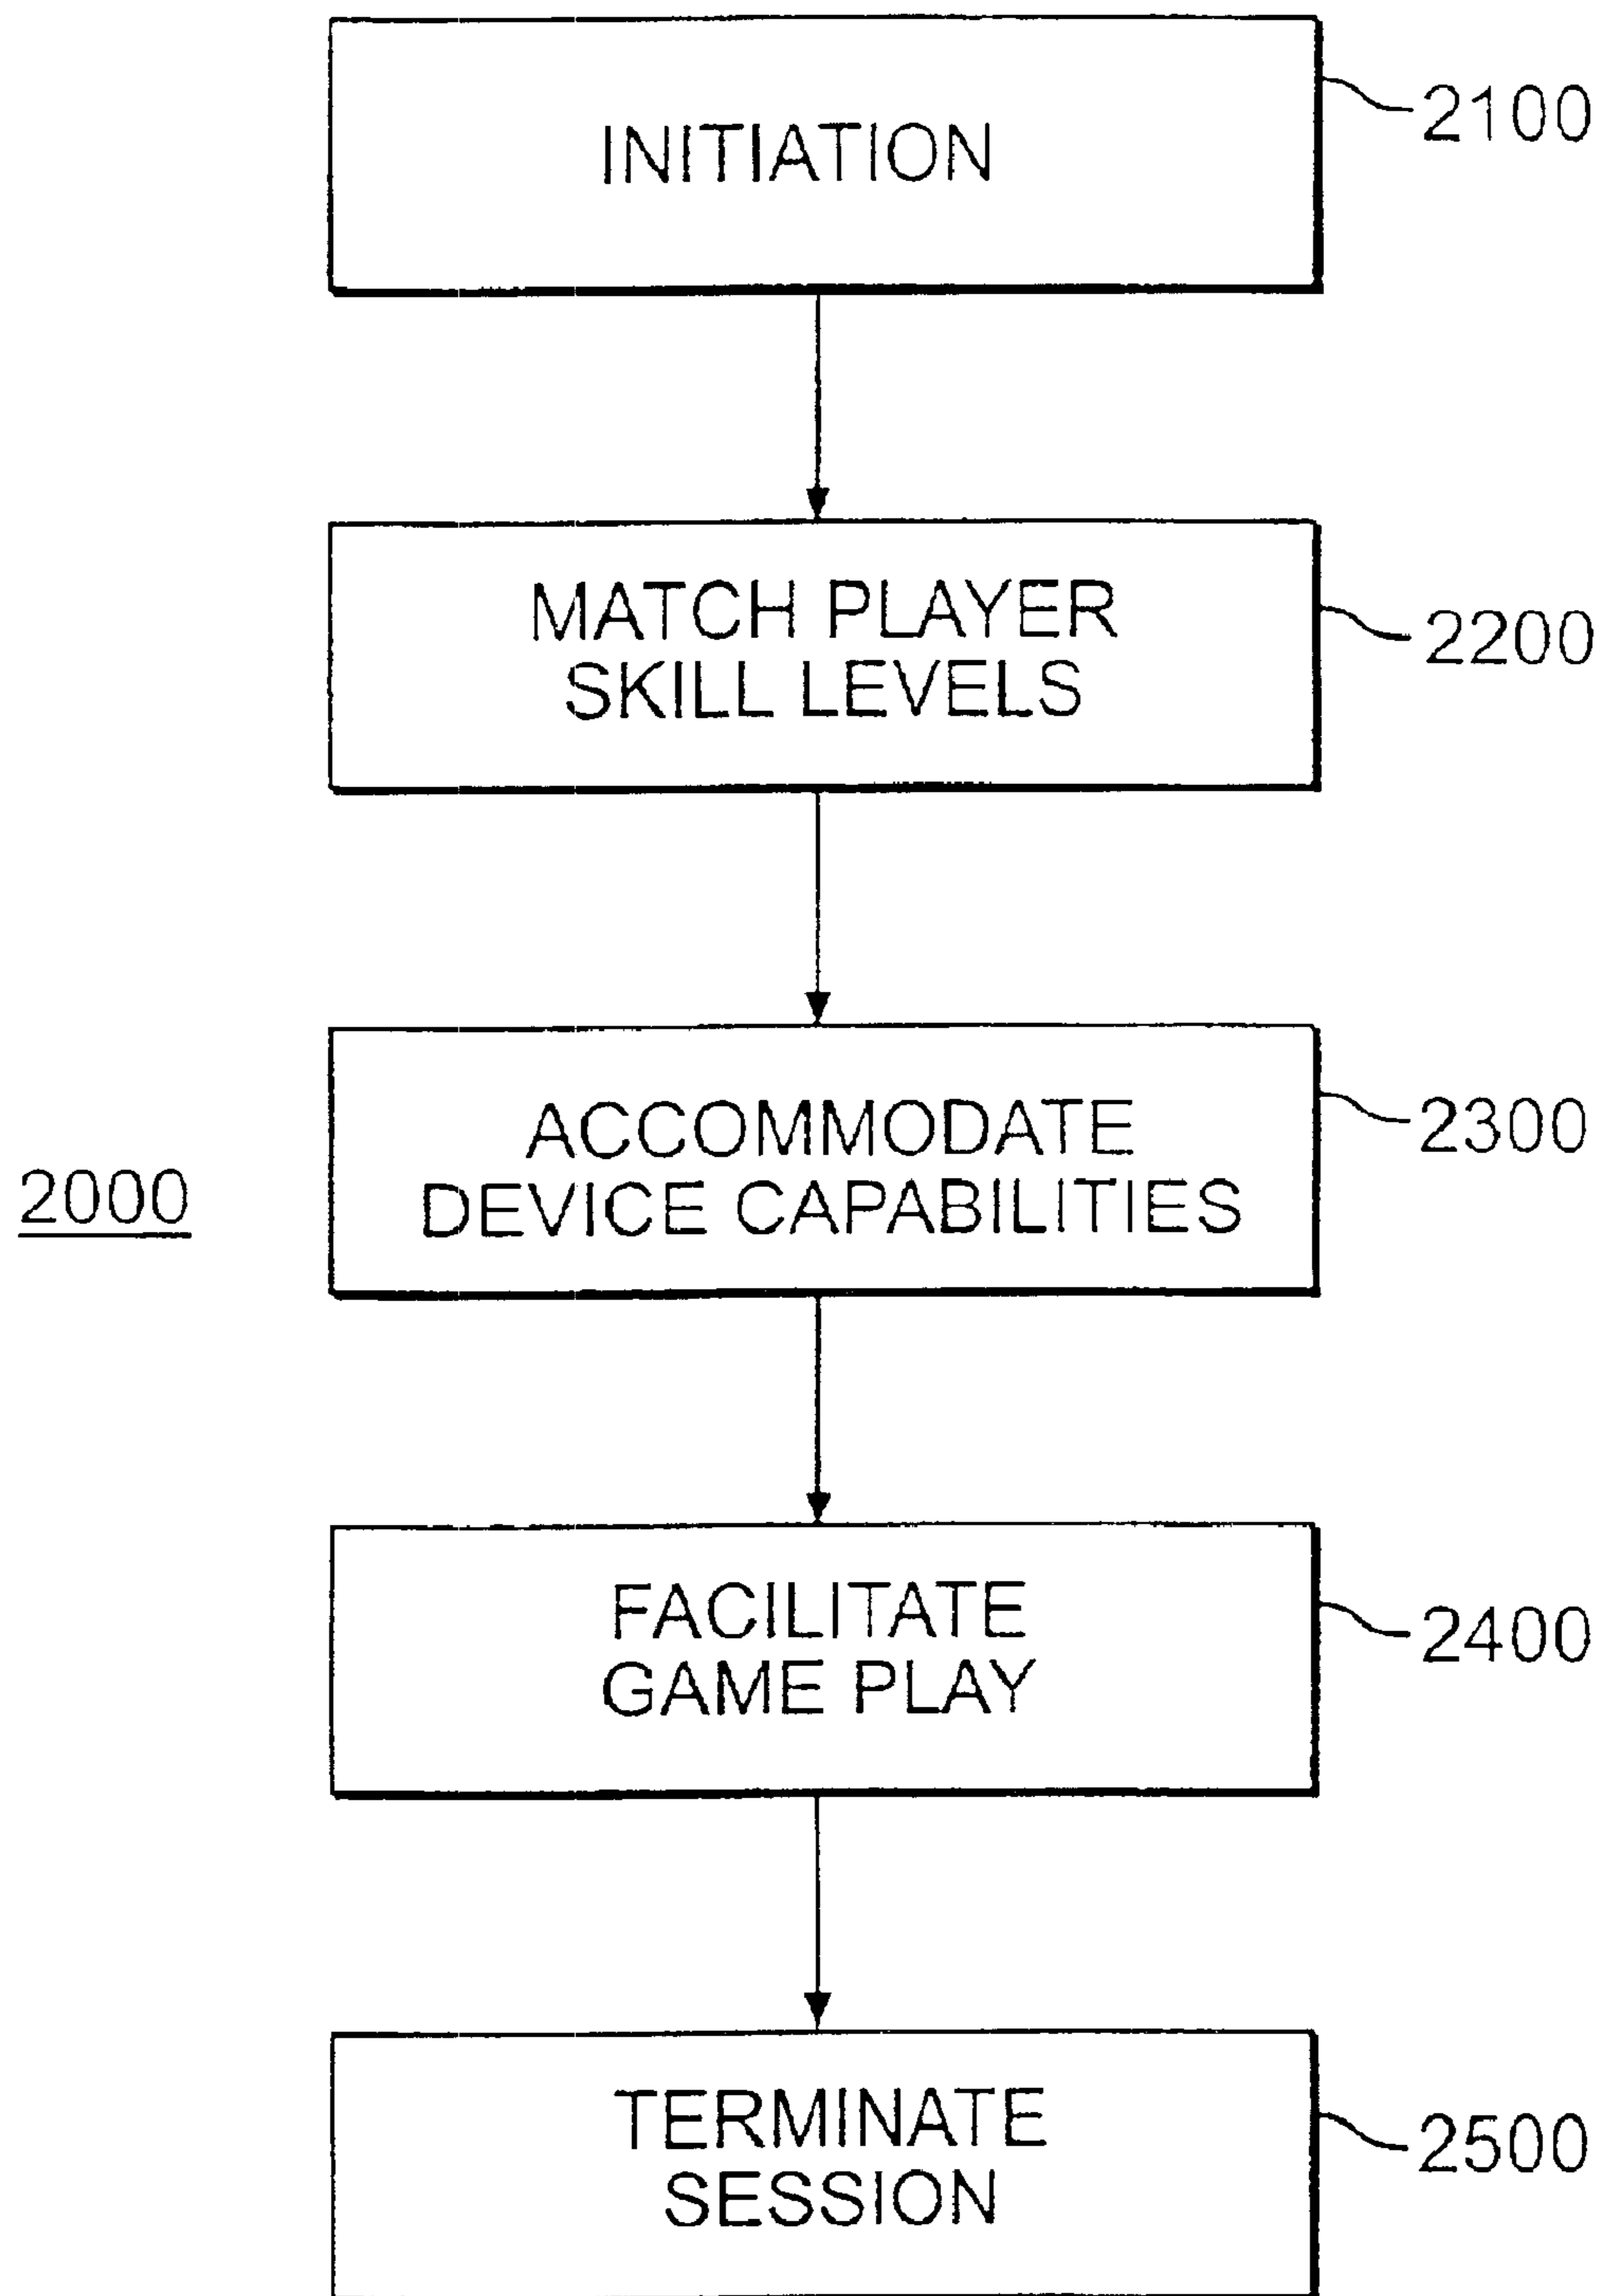 INITIATION
2100
MATCH PLAYER
SKILL LEVELS
2200
ACCOMMODATE
DEVICE CAPABILITIES
2300
2000
FACILITATE
GAME PLAY
2400
TERMINATE
SESSION
2500